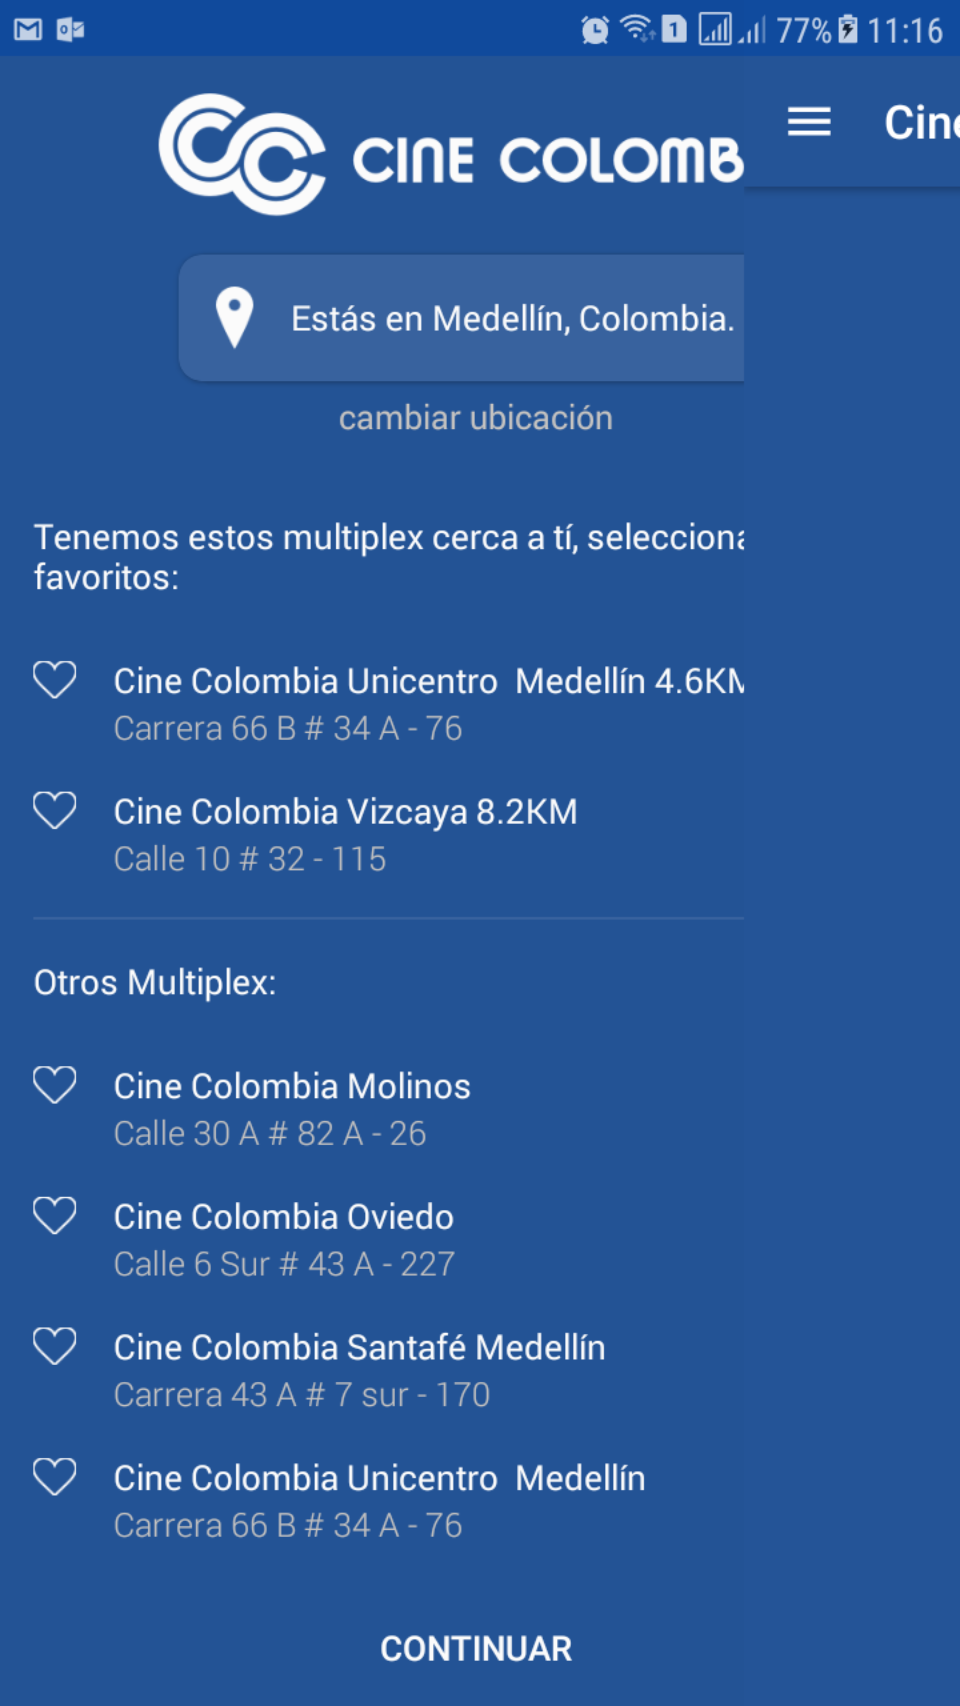 77% 11:16
CINE COLOMB
Cine
Estás en Medellín, Colombia.
cambiar ubicación
Tenemos estos multiplex cerca a tí, selecciona
favoritos:
Cine Colombia Unicentro  Medellín 4.6KM
Carrera 66 B # 34 A - 76
Cine Colombia Vizcaya 8.2KM
Calle 10 # 32 - 115
Otros Multiplex:
Cine Colombia Molinos
Calle 30 A # 82 A - 26
Cine Colombia Oviedo
Calle 6 Sur # 43 A - 227
Cine Colombia Santafé Medellín
Carrera 43 A # 7 sur - 170
Cine Colombia Unicentro  Medellín
Carrera 66 B # 34 A - 76
CONTINUAR